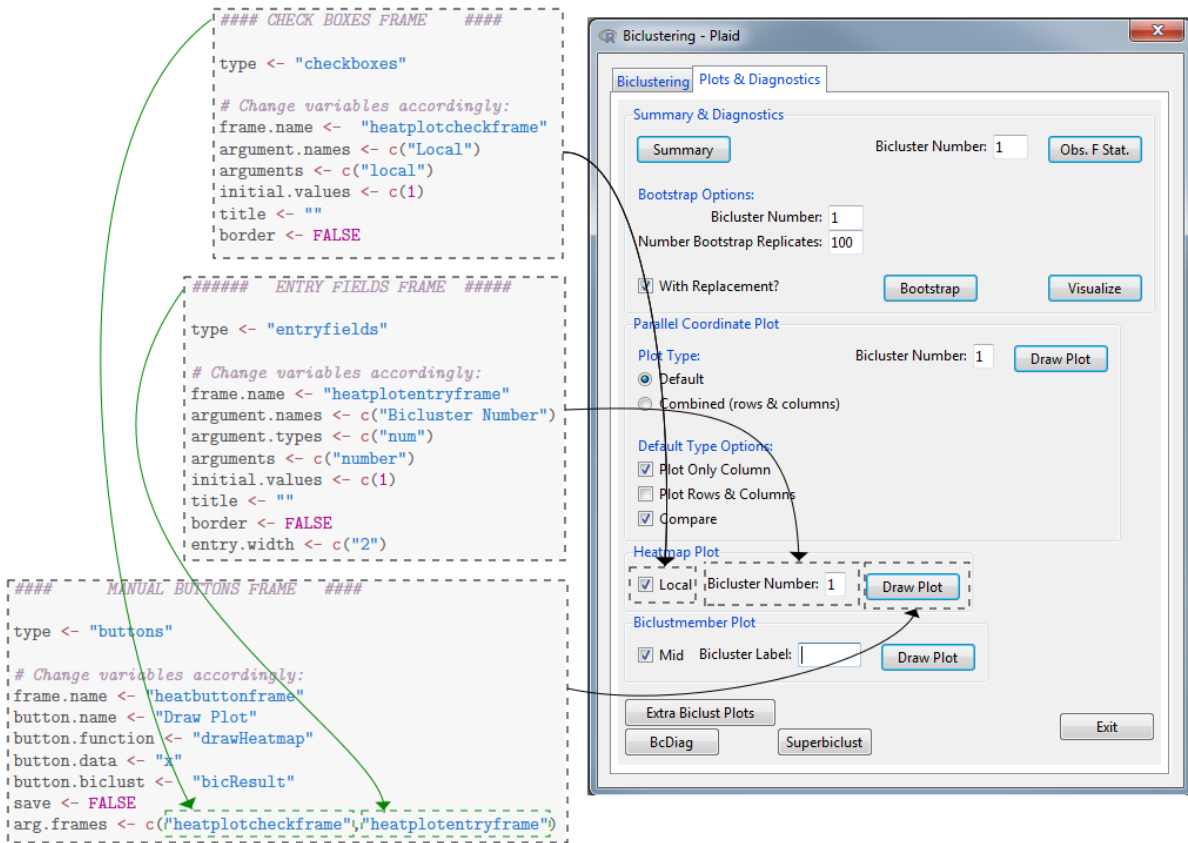 #### CHECK BOXES FRAME ####
type <- "checkboxes"
# Change variables accordingly:
frame.name <- "heatplotcheckframe"
argument.names <- c("Local")
arguments <- c("local")
initial.values <- c(1)
title <- ""
border <- FALSE
###### ENTRY FIELDS FRAME #####
type <- "entryfields"
# Change variables accordingly:
frame.name <- "heatplotentryframe"
argument.names <- c("Bicluster Number")
argument.types <- c("num")
arguments <- c("number")
initial.values <- c(1)
title <- ""
border <- FALSE
entry.width <- c("2")
#### MANUAL BUTTONS FRAME ####
type <- "buttons"
# Change variables accordingly:
frame.name <- "heatbuttonframe"
button.name <- "Draw Plot"
button.function <- "drawHeatmap"
button.data <- "x"
button.biclust <- "bicResult"
save <- FALSE
arg.frames <- c("heatplotcheckframe","heatplotentryframe")
Biclustering - Plaid
Biclustering Plots & Diagnostics
Summary & Diagnostics
Summary Bicluster Number: 1 Obs. F Stat.
Bootstrap Options:
Bicluster Number: 1
Number Bootstrap Replicates: 100
With Replacement? Bootstrap Visualize
Parallel Coordinate Plot
Plot Type: Bicluster Number: 1 Draw Plot
Default
Combined (rows & columns)
Default Type Options:
Plot Only Column
Plot Rows & Columns
Compare
Heatmap Plot
Local Bicluster Number: 1 Draw Plot
Biclustmember Plot
Mid Bicluster Label: Draw Plot
Extra Biclust Plots
BcDiag Superbiclust Exit